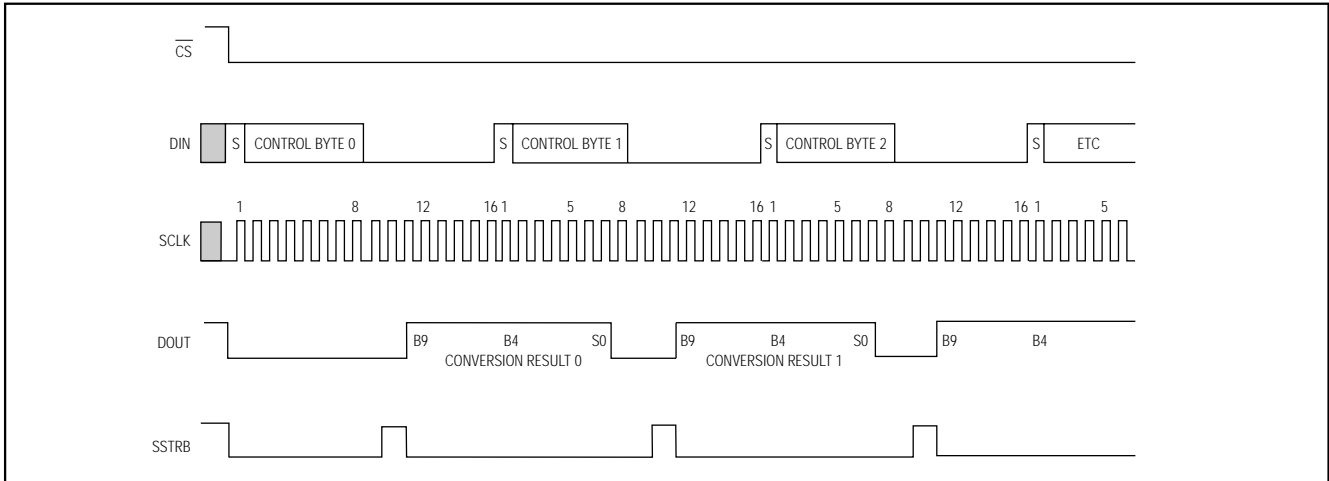 CS
DIN S CONTROL BYTE 0 S CONTROL BYTE 1 S CONTROL BYTE 2 S ETC
1 8 12 16 1 5 8 12 16 1 5 8 12 16 1 5
SCLK
DOUT
B9 B4 S0 B9 B4 S0 B9 B4
CONVERSION RESULT 0 CONVERSION RESULT 1
SSTRB